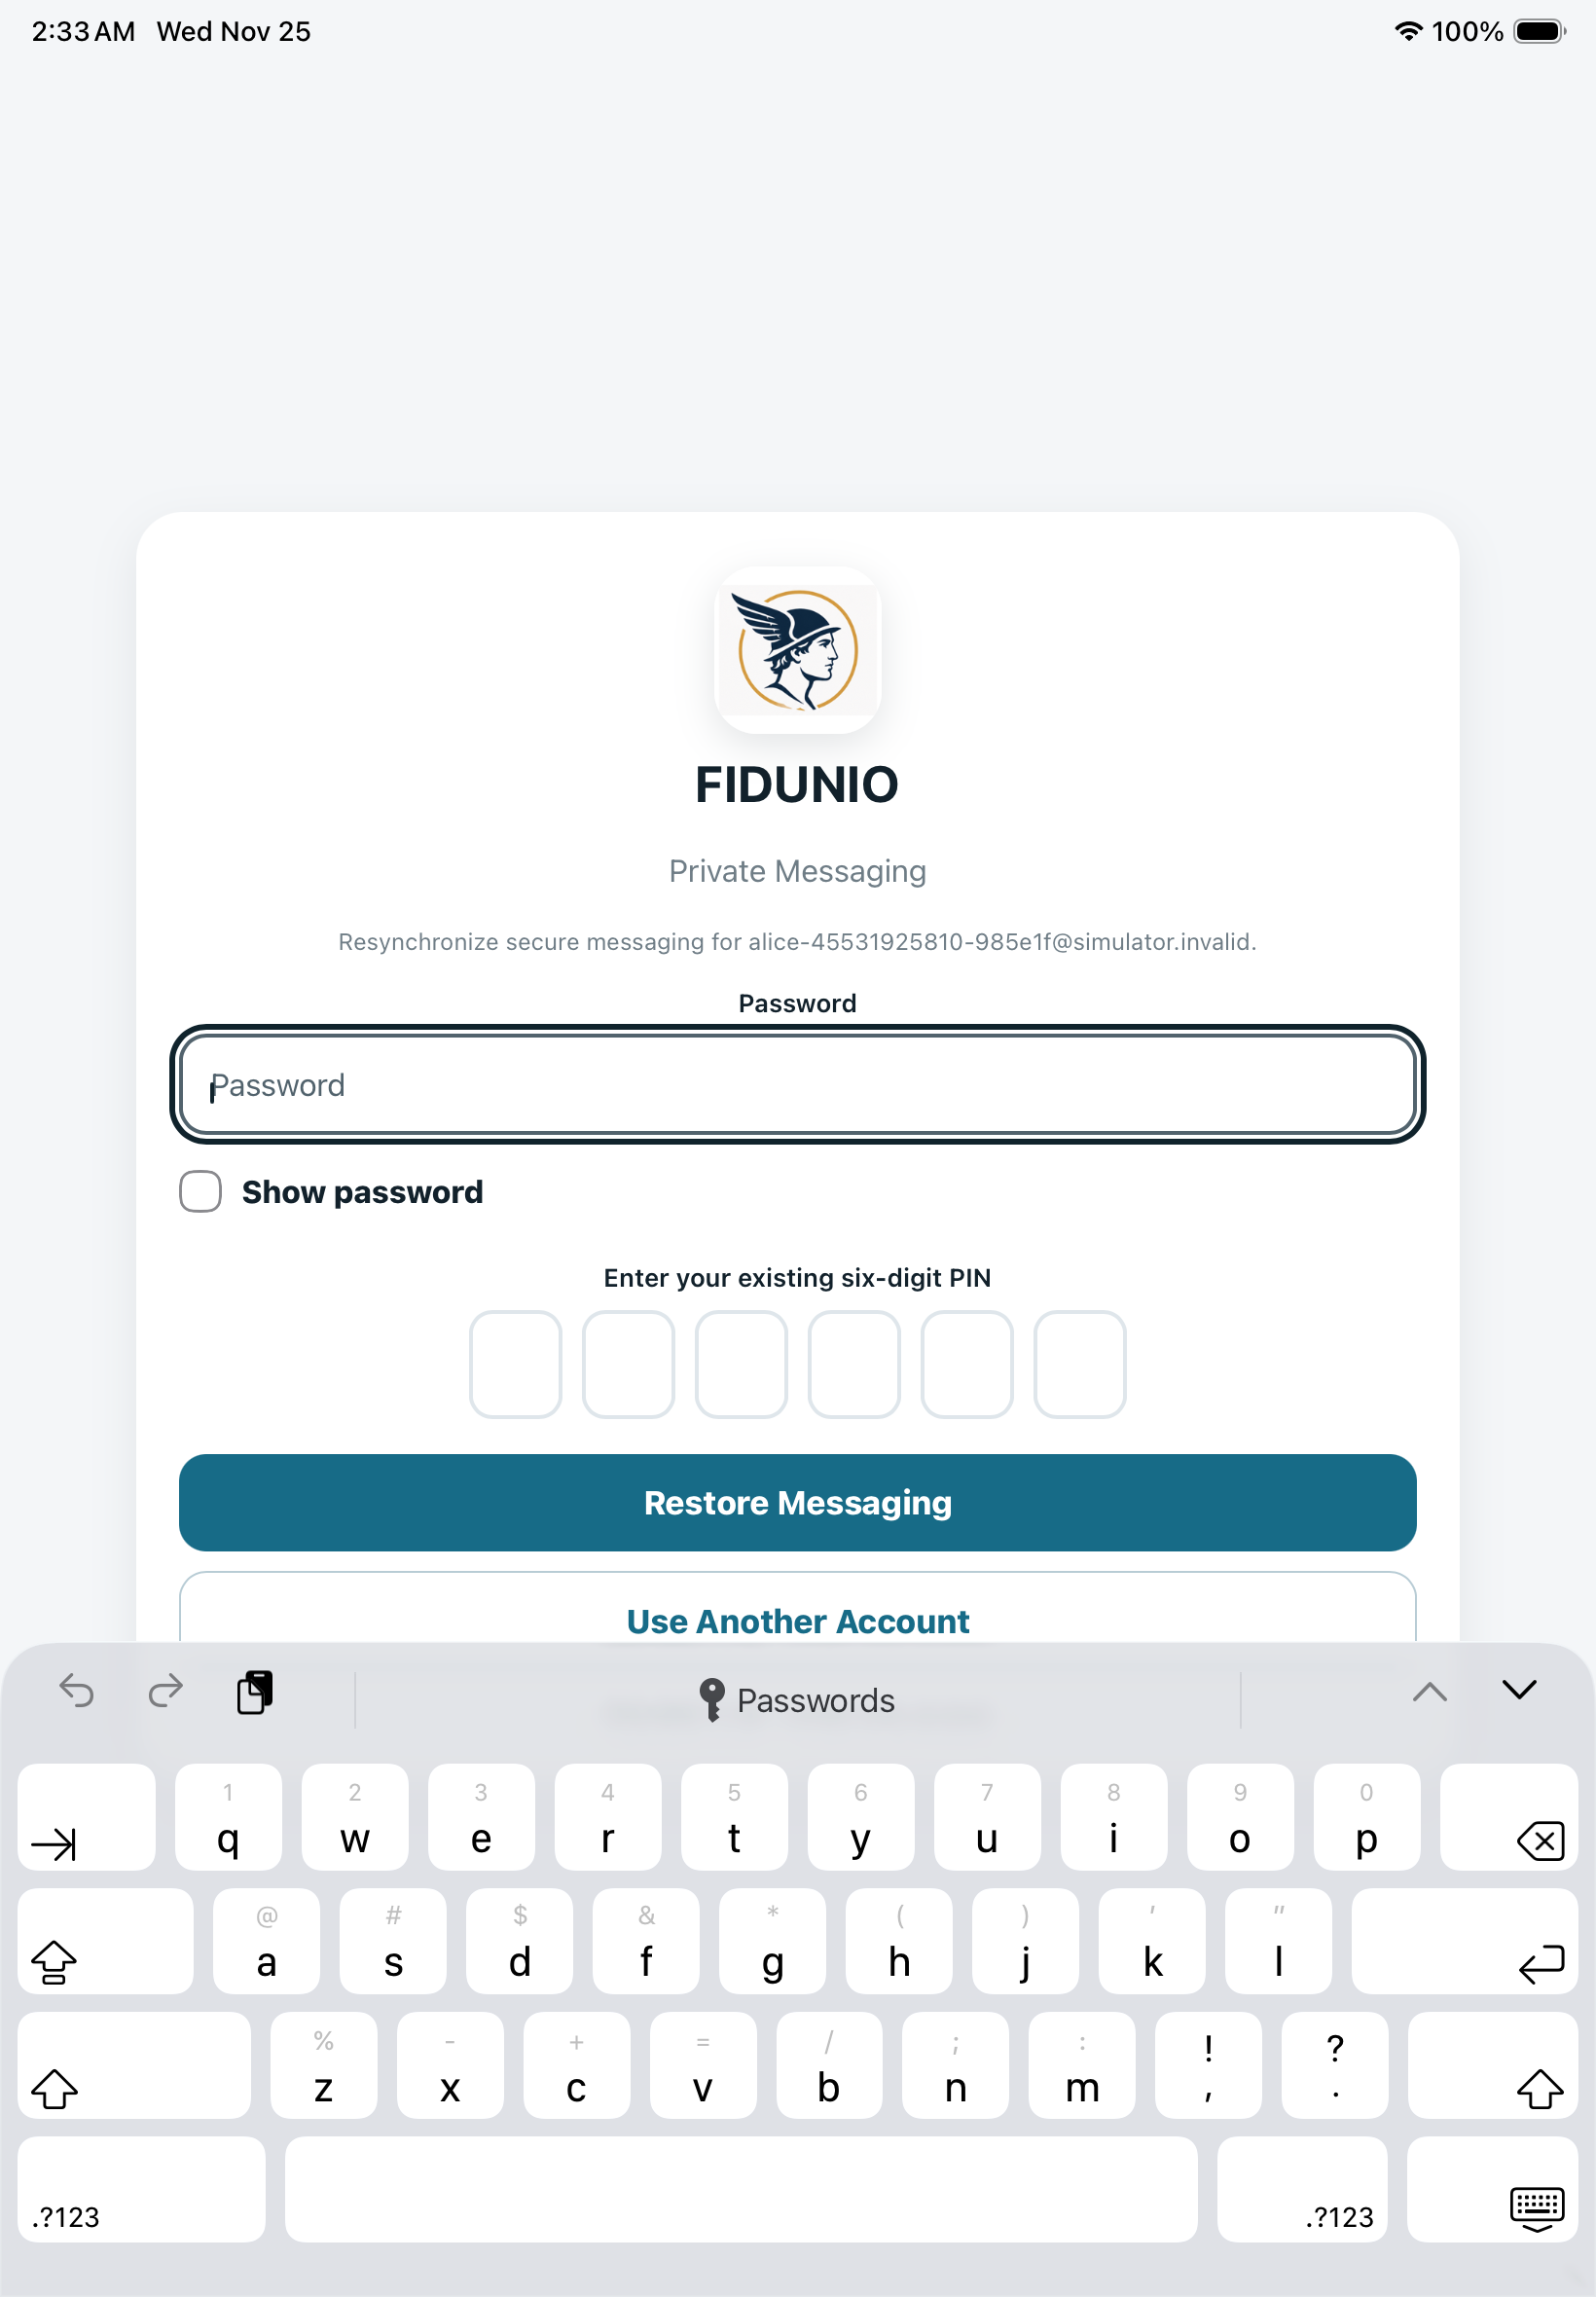 2:33 AM Wed Nov 25 100%
FIDUNIO
Private Messaging
Resynchronize secure messaging for alice-45531925810-985e1f@simulator.invalid.
Password
Password
Show password
Enter your existing six-digit PIN
Restore Messaging
Use Another Account
Passwords
1 2 3 4 5 6 7 8 9 0
q w e r t y u i o p
@ # $ & * ( ) ' "
a s d f g h j k l
% - + = / ; : ! ?
z x c v b n m , .
.?123 .?123